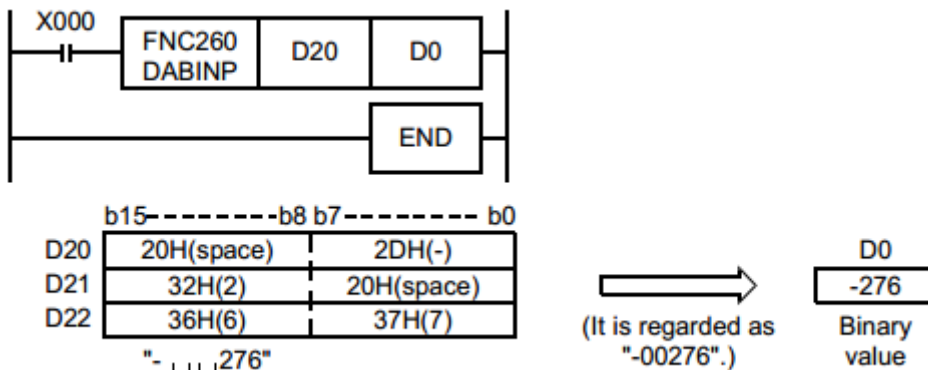 X000
FNC260 D20 D0
DABINP
END
b15 b8 b7 b0
D20 20H(space) 2DH(-) D0
D21 32H(2) 20H(space) -276
D22 36H(6) 37H(7)
(It is regarded as "-00276".)
Binary value
"- 276"